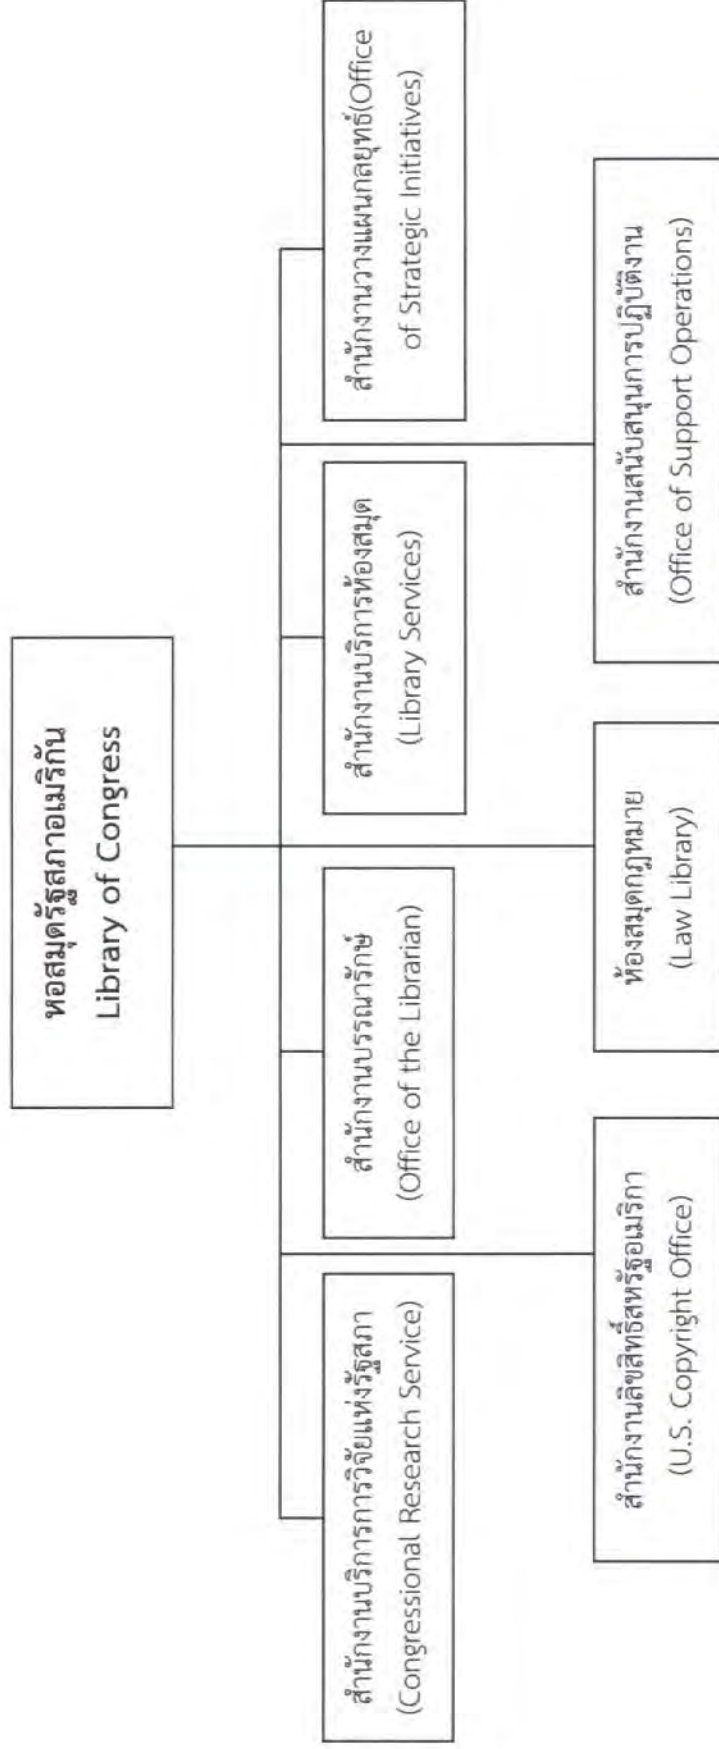 หอสมุดรัฐสภาอเมริกัน
Library of Congress
สำนักงานบริการการวิจัยแห่งรัฐสภา
(Congressional Research Service)
สำนักงานบรรณารักษ์
(Office of the Librarian)
สำนักงานบริการห้องสมุด
(Library Services)
สำนักงานวางแผนกลยุทธ์(Office
of Strategic Initiatives)
สำนักงานลิขสิทธิ์สหรัฐอเมริกา
(U.S. Copyright Office)
ห้องสมุดกฎหมาย
(Law Library)
สำนักงานสนับสนุนการปฏิบัติงาน
(Office of Support Operations)